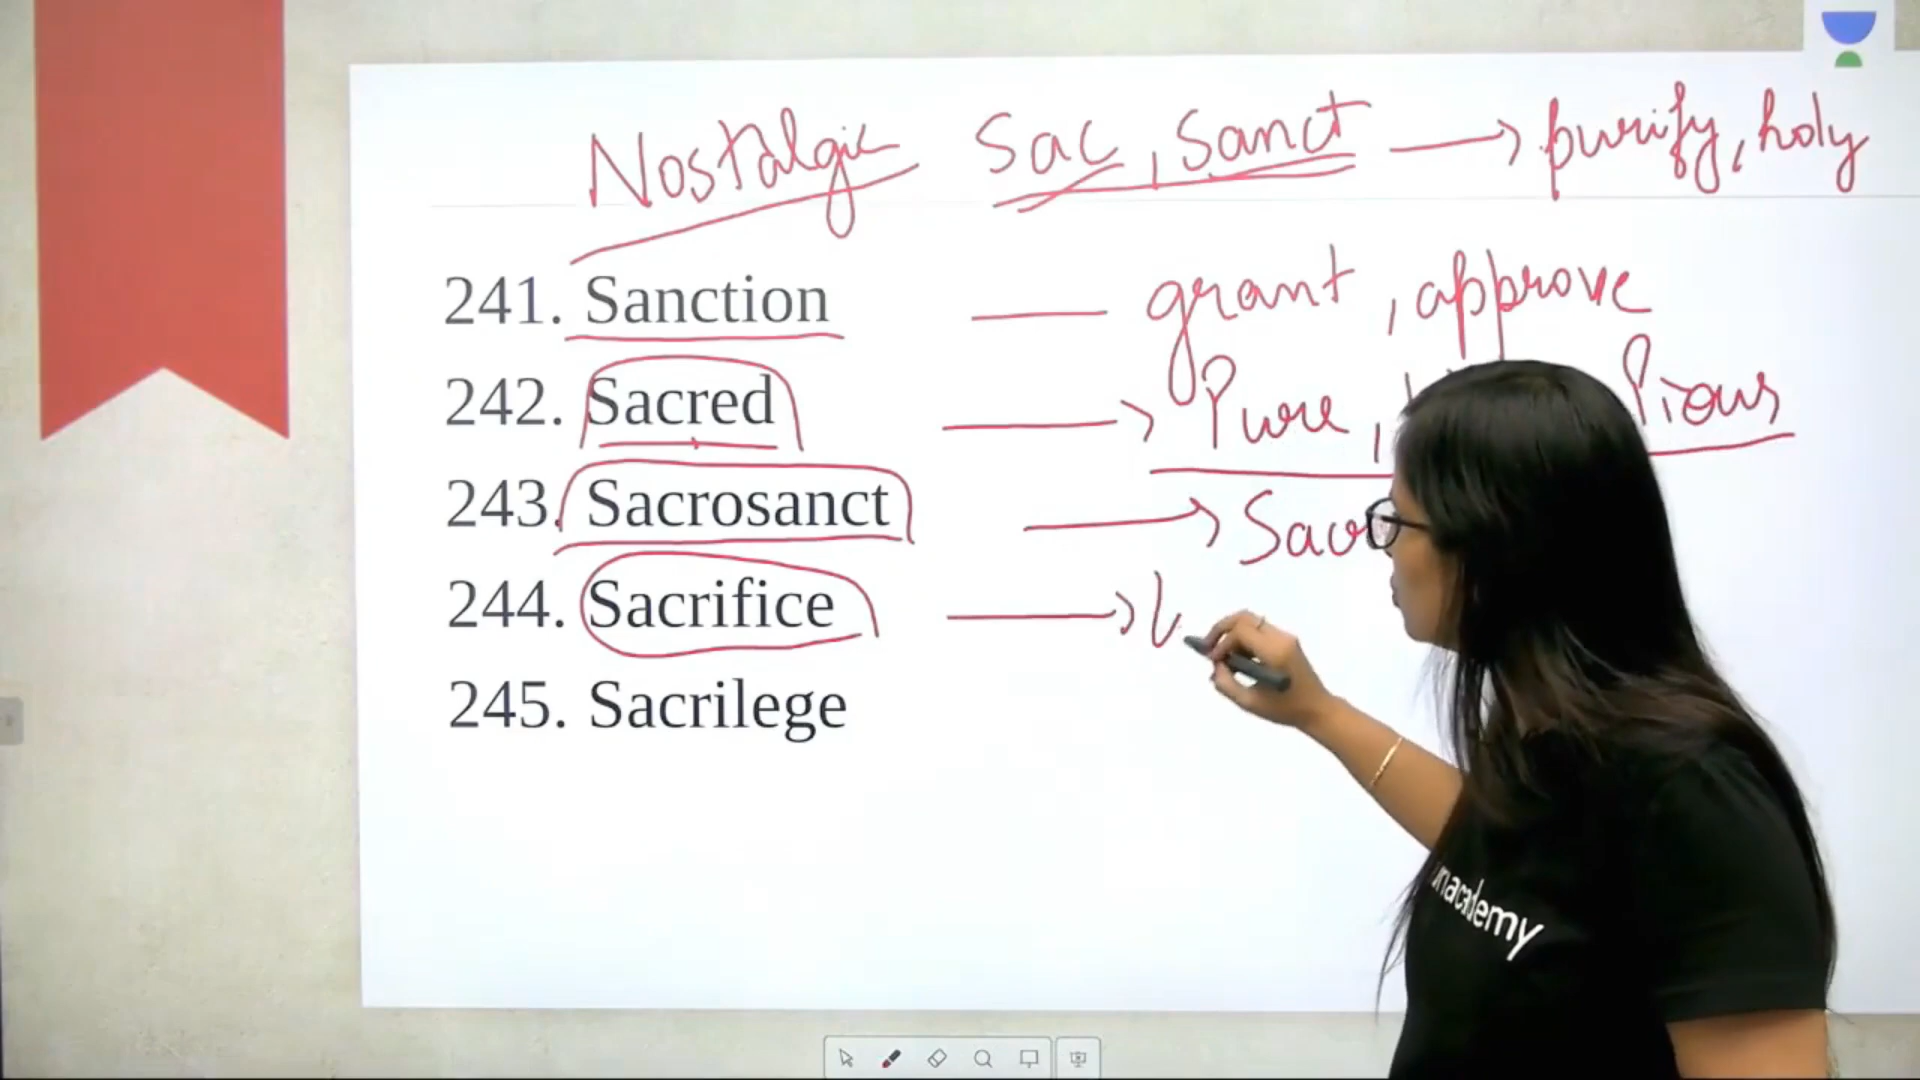 Nostalgic Sac, Sanct → purify, holy
241. Sanction — grant, approve
242. Sacred → Pure, Pious
243. Sacrosanct →
244. Sacrifice →
245. Sacrilege
unacademy